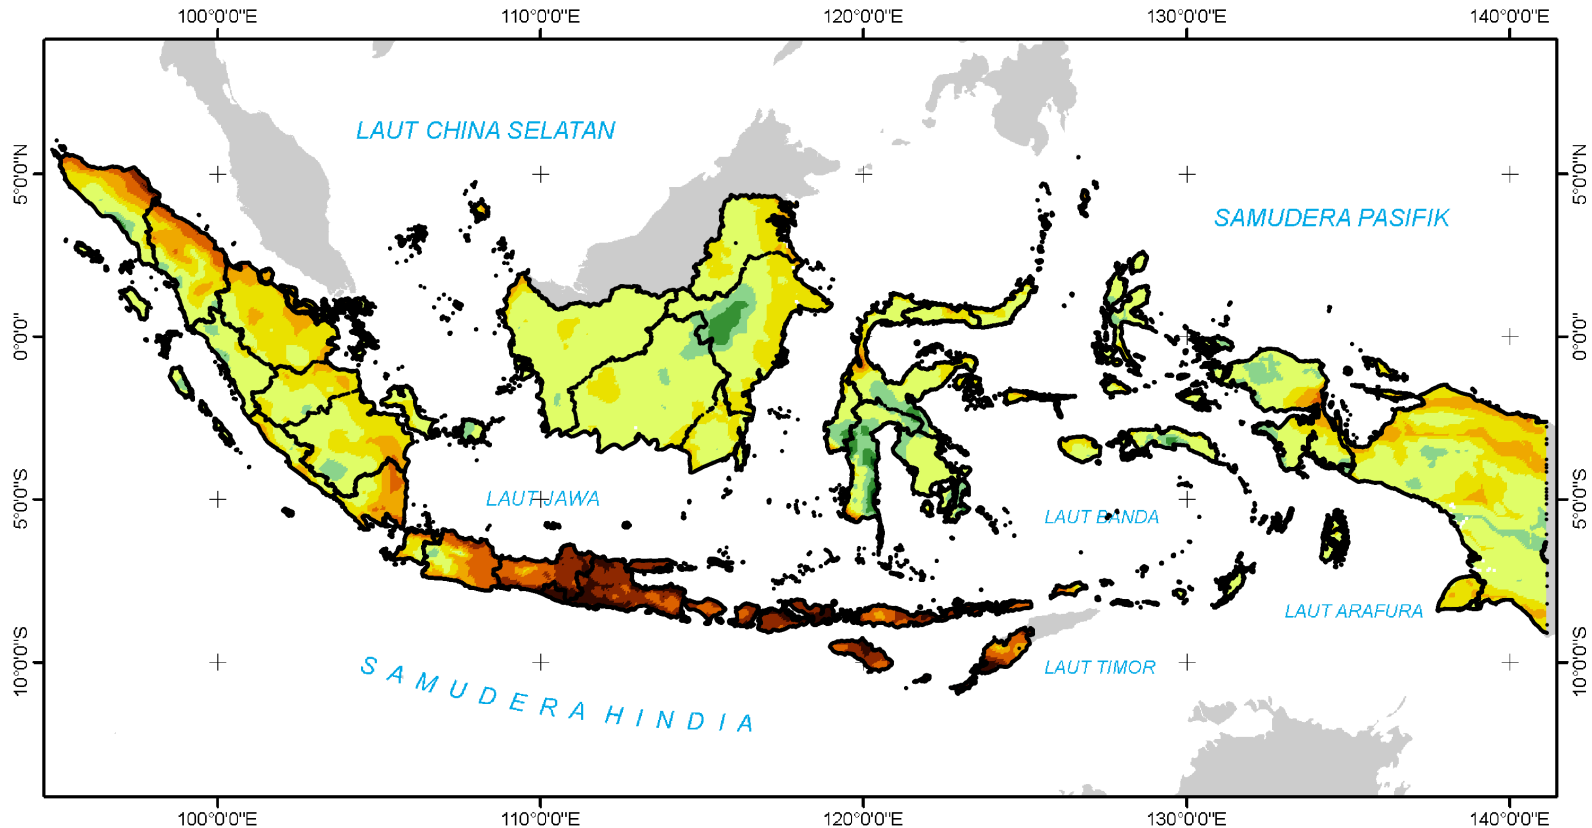 100°0'0"E 110°0'0"E 120°0'0"E 130°0'0"E 140°0'0"E
LAUT CHINA SELATAN
5°0'0"N 5°0'0"N
SAMUDERA PASIFIK
0°0'0" 0°0'0"
5°0'0"S LAUT JAWA 5°0'0"S
LAUT BANDA
LAUT ARAFURA
10°0'0"S LAUT TIMOR 10°0'0"S
SAMUDERA HINDIA
100°0'0"E 110°0'0"E 120°0'0"E 130°0'0"E 140°0'0"E